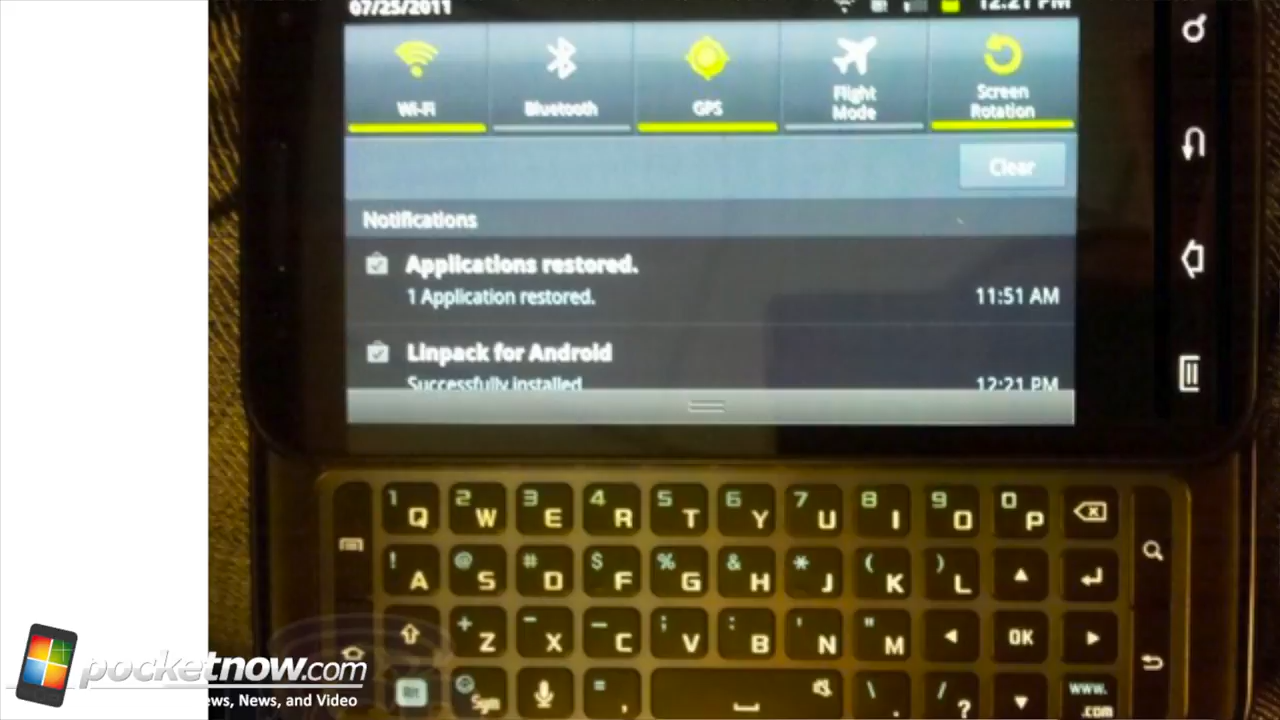 07/25/2011 12:21 PM
Wi-Fi Bluetooth GPS Flight Mode Screen Rotation
Clear
Notifications
Applications restored.
1 Application restored. 11:51 AM
Linpack for Android
Successfully installed 12:21 PM
1 Q 2 W 3 E 4 R 5 T 6 Y 7 U 8 I 9 O 0 P
! A @ S # D $ F % G & H * J ( K ) L
+ Z - X _ C ; V : B ' N " M OK
Alt Sym = , \ . / ? www. .com
pocketnow.com
ews, News, and Video